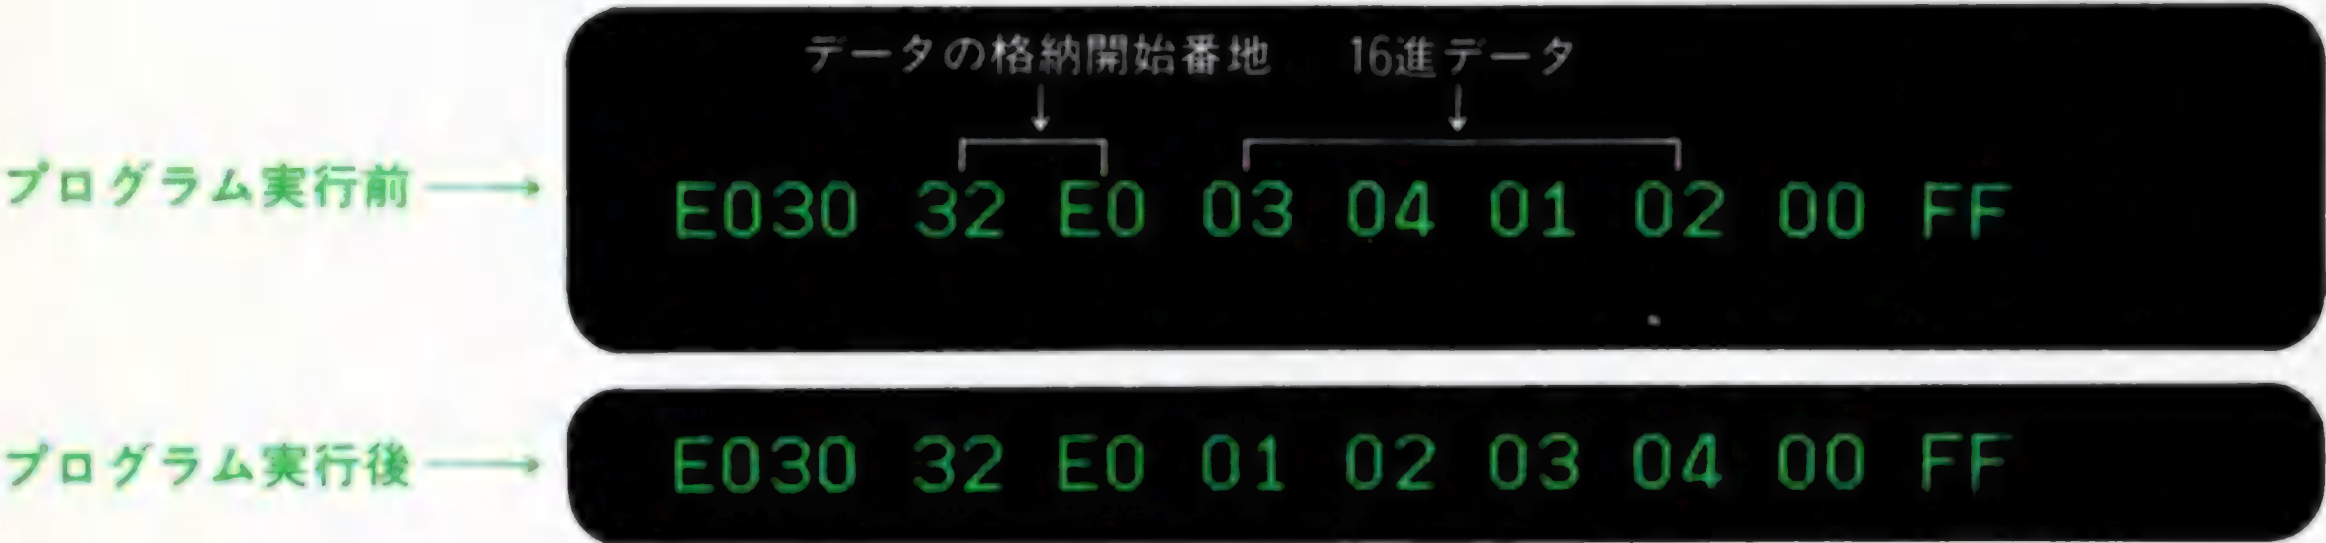 データの格納開始番地 16進データ
プログラム実行前 E030 32 E0 03 04 01 02 00 FF
プログラム実行後 E030 32 E0 01 02 03 04 00 FF